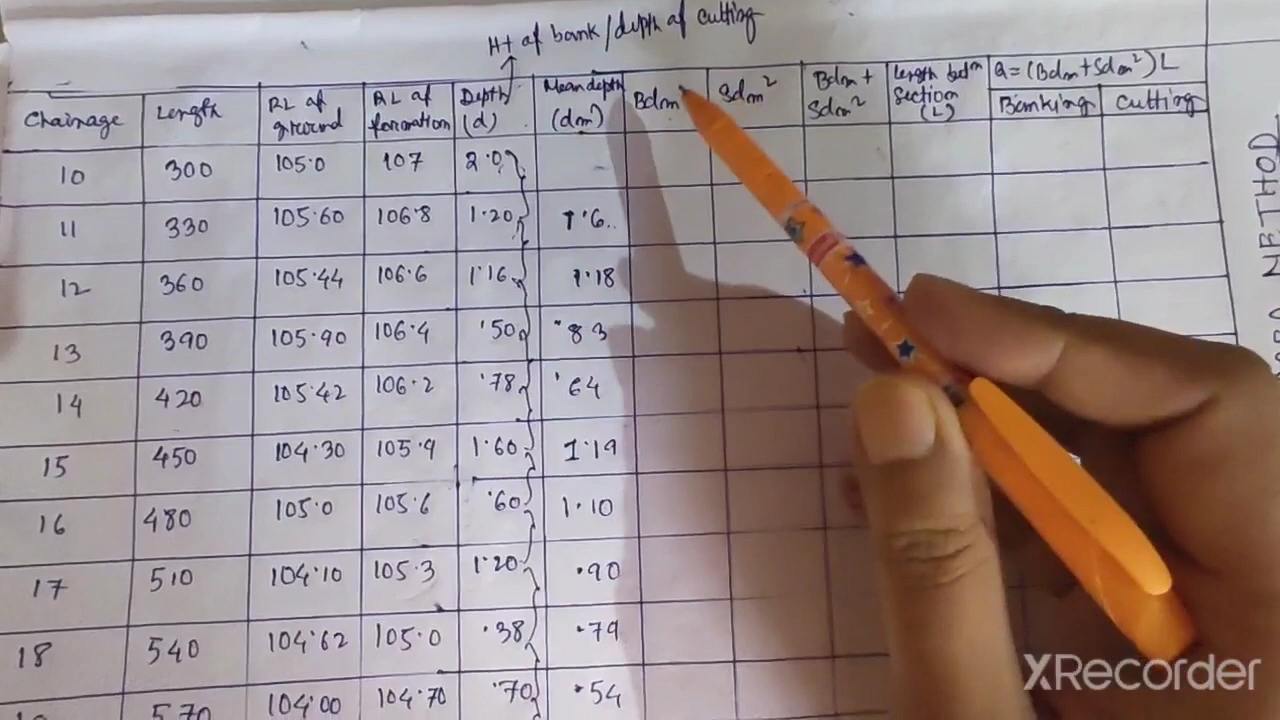 Ht of bank/depth of cutting
Chainage Length RL of ground RL of formation Depth (d) Mean depth (dm) Bdm Sdm² Bdm + Sdm² Length betn section (L) Q = (Bdm + Sdm²) L
Banking Cutting
10 300 105.0 107 2.0 -
11 330 105.60 106.8 1.20 1.6
12 360 105.44 106.6 1.16 1.18
13 390 105.90 106.4 .50 .83
14 420 105.42 106.2 .78 .64
15 450 104.30 105.9 1.60 1.19
16 480 105.0 105.6 .60 1.10
17 510 104.10 105.3 1.20 .90
18 540 104.62 105.0 .38 .79
570 104.00 104.70 .70 .54
XRecorder